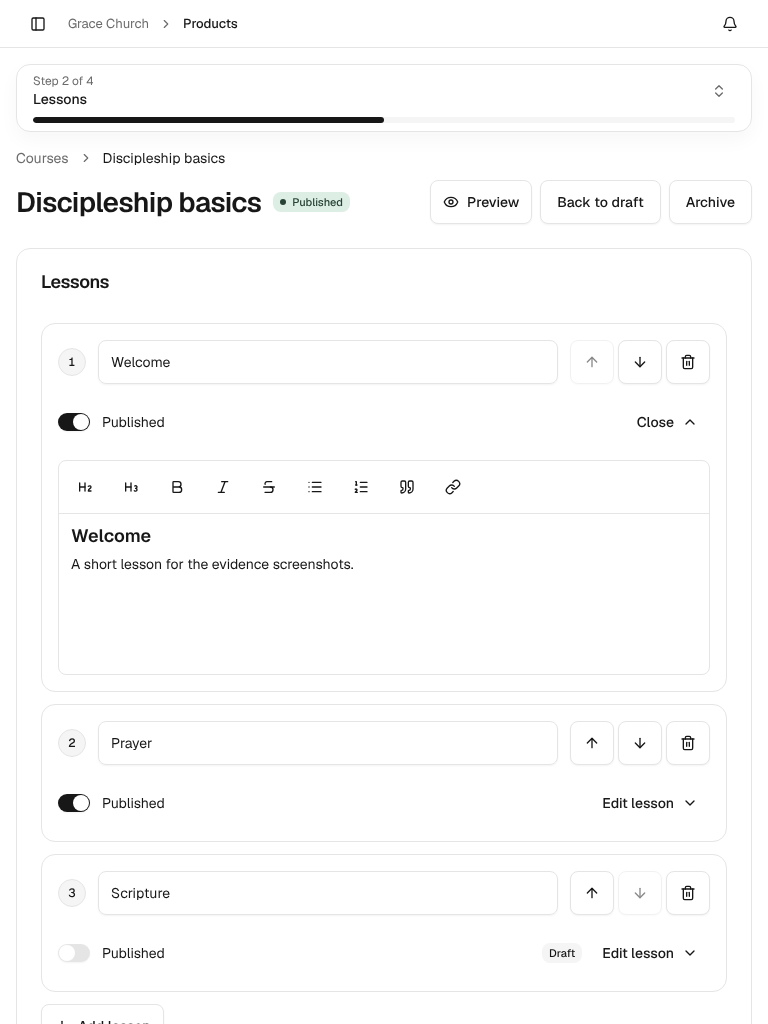 Grace Church > Products
Step 2 of 4
Lessons
Courses > Discipleship basics
Discipleship basics
Published
Preview
Back to draft
Archive
Lessons
1
Welcome
Published
Close
H2
H3
B
I
S
Welcome
A short lesson for the evidence screenshots.
2
Prayer
Published
Edit lesson
3
Scripture
Published
Draft
Edit lesson
Add lesson